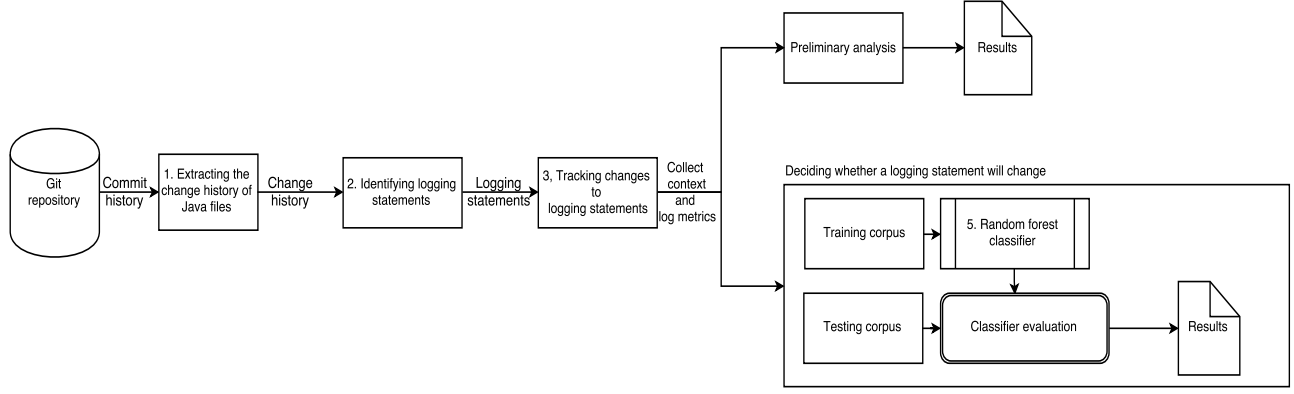 Git
repository
Commit
history
1. Extracting the
change history of
Java files
Change
history
2. Identifying logging
statements
Logging
statements
3, Tracking changes
to
logging statements
Collect
context
and
log metrics
Preliminary analysis
Results
Deciding whether a logging statement will change
Training corpus
5. Random forest
classifier
Testing corpus
Classifier evaluation
Results